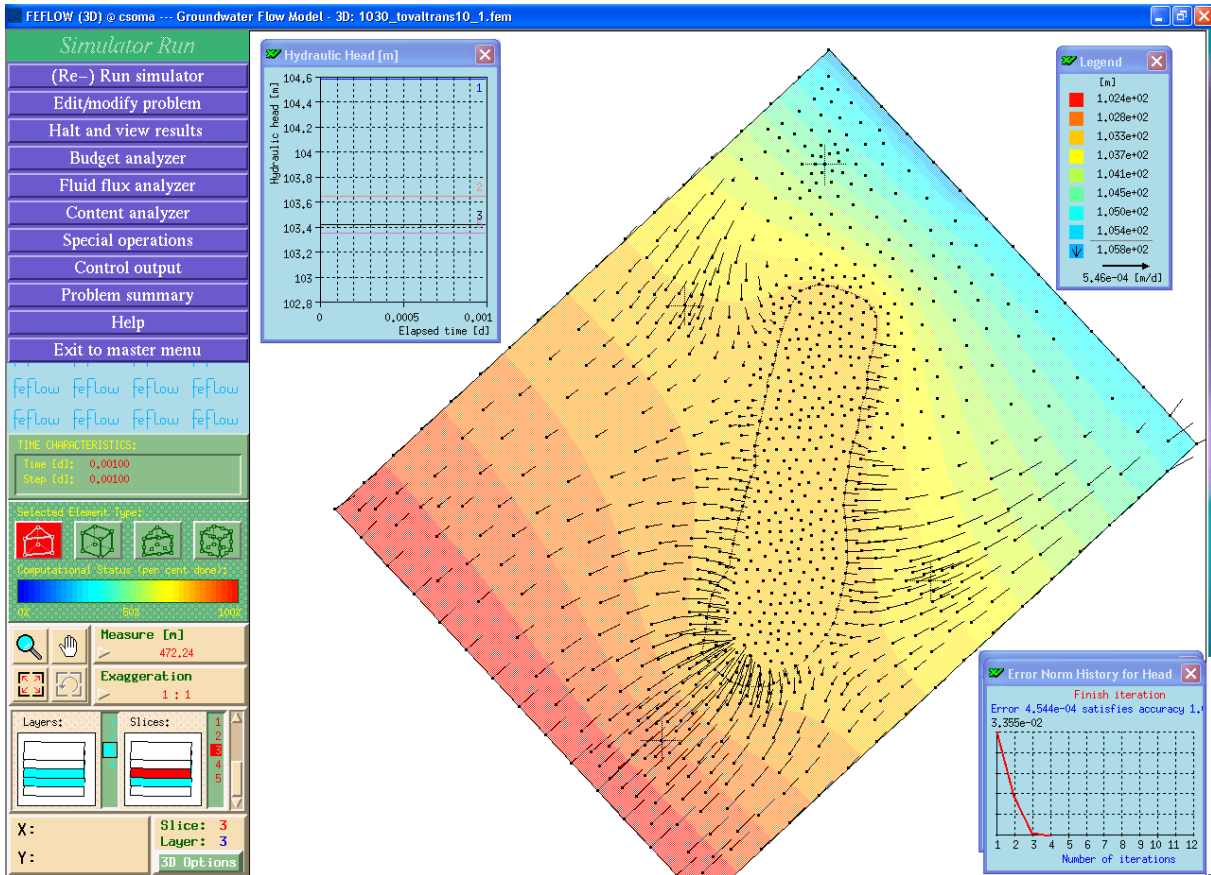 FEFLOW (3D) @ csoma --- Groundwater Flow Model - 3D: 1030_tovaltrans10_1.fem
Simulator Run
(Re-) Run simulator
Edit/modify problem
Halt and view results
Budget analyzer
Fluid flux analyzer
Content analyzer
Special operations
Control output
Problem summary
Help
Exit to master menu
feflow feflow feflow feflow
feflow feflow feflow feflow
TIME CHARACTERISTICS:
Time [d]: 0.00100
Step [d]: 0.00100
Selected Element Type:
Computational Status (per cent done):
0% 50% 100%
Measure [m]
472.24
Exaggeration
1 : 1
Layers:
Slices:
1
2
3
4
5
X:
Y:
Slice: 3
Layer: 3
3D Options
Hydraulic Head [m]
Hydraulic head [m]
104,6
104,4
104,2
104
103,8
103,6
103,4
103,2
103
102,8
1
2
3
0 0,0005 0,001
Elapsed time [d]
Legend
[m]
1.024e+02
1.028e+02
1.033e+02
1.037e+02
1.041e+02
1.045e+02
1.050e+02
1.054e+02
1.058e+02
5.46e-04 [m/d]
Error Norm History for Head
Finish iteration
Error 4.544e-04 satisfies accuracy
3.355e-02
1 2 3 4 5 6 7 8 9 10 11 12
Number of iterations